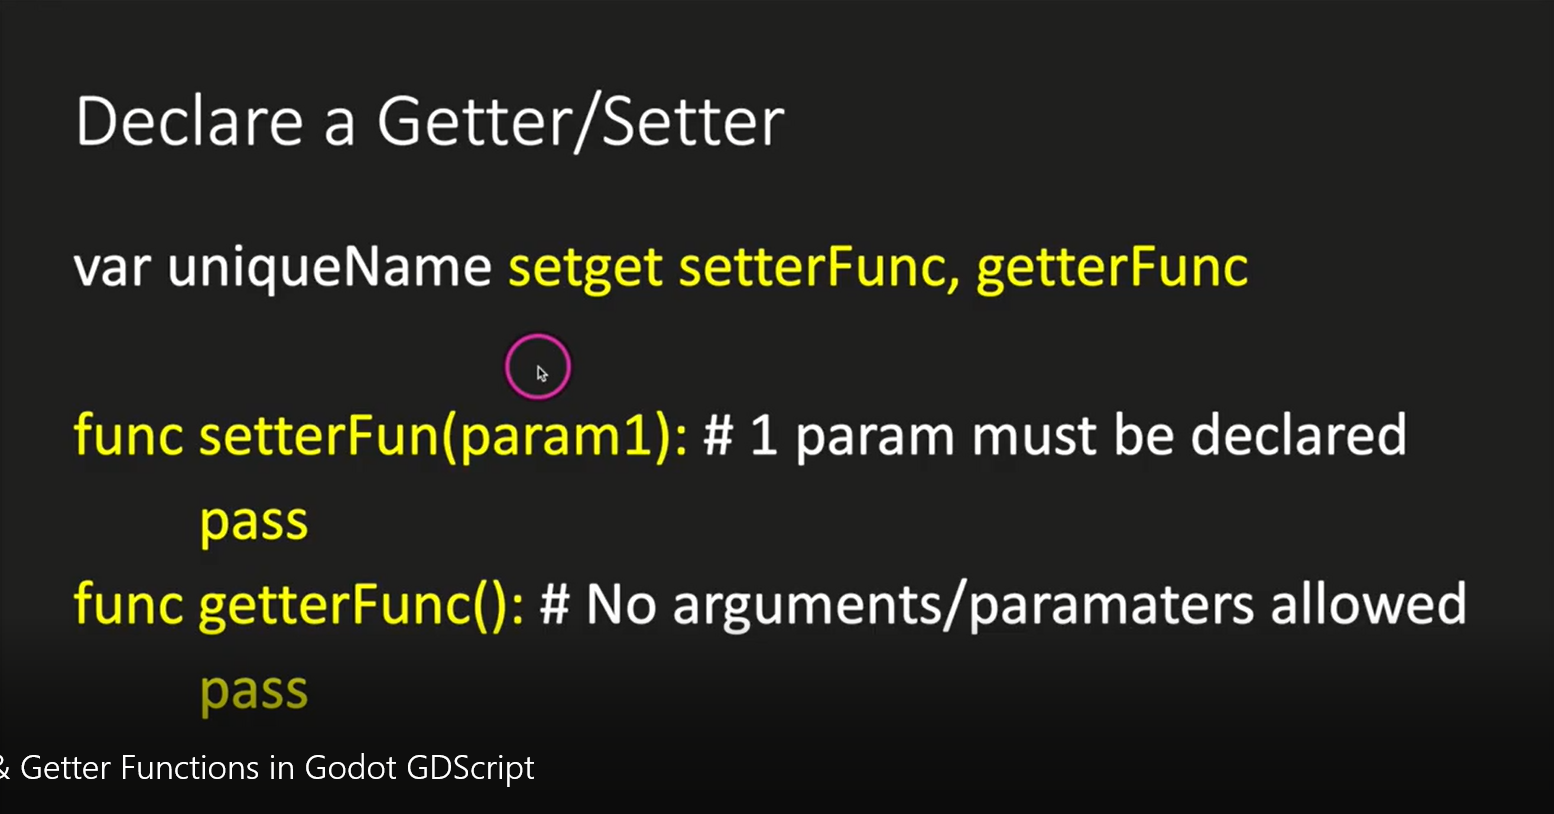 Declare a Getter/Setter
var uniqueName setget setterFunc, getterFunc
func setterFun(param1): # 1 param must be declared
pass
func getterFunc(): # No arguments/paramaters allowed
pass
& Getter Functions in Godot GDScript